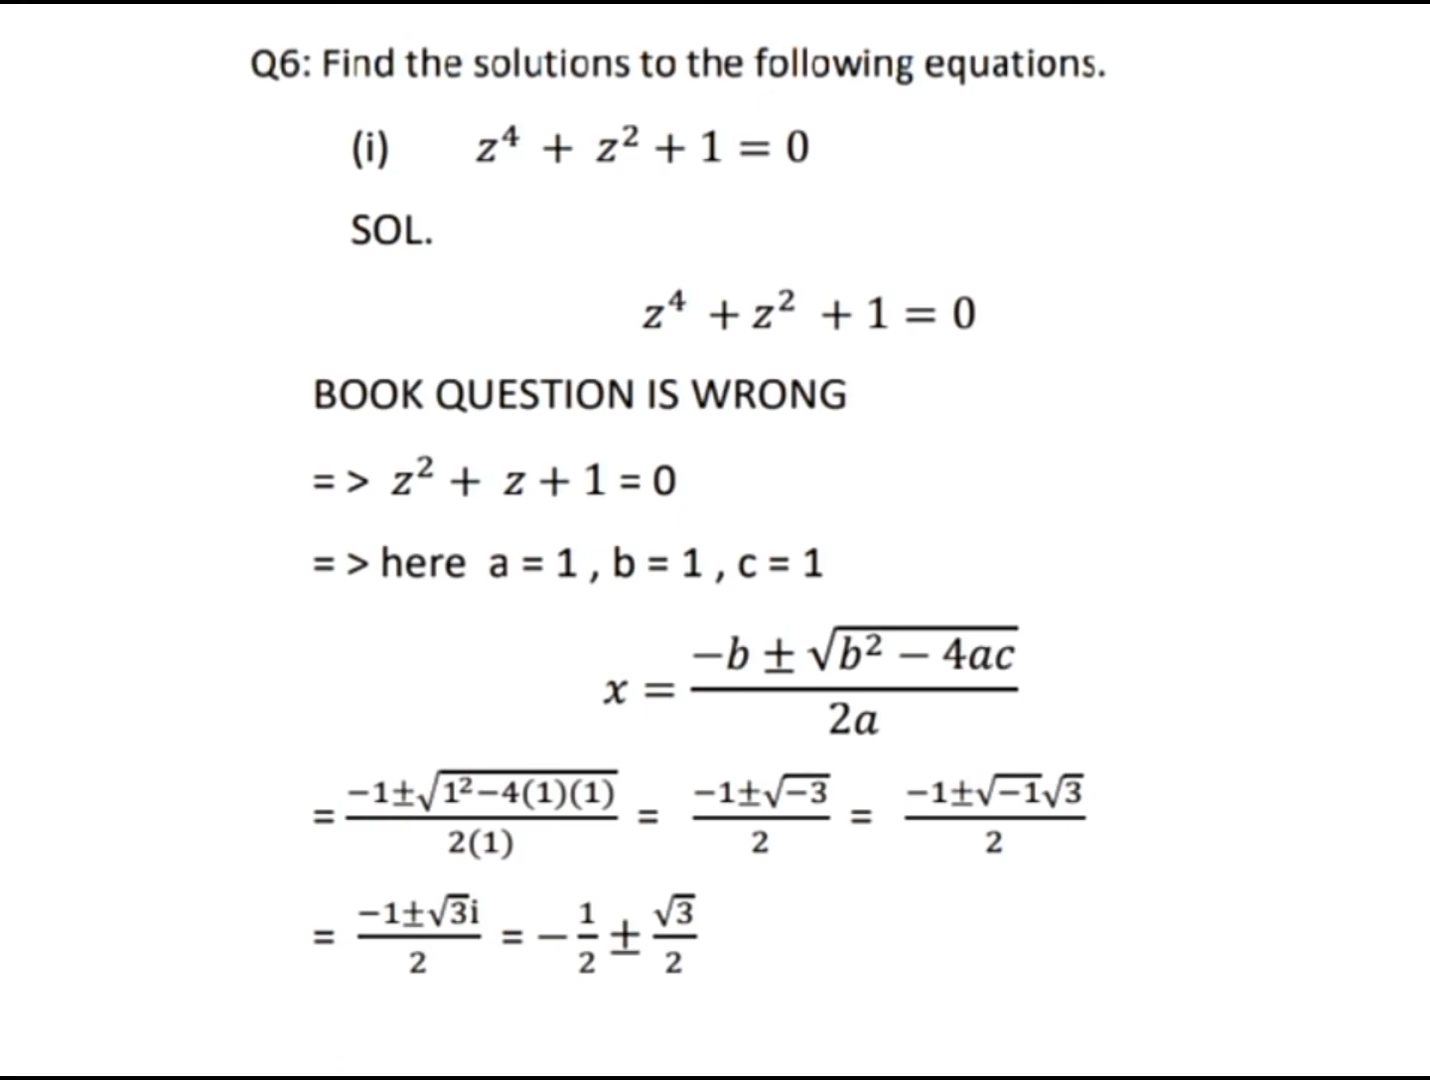 Q6: Find the solutions to the following equations.
(i) z⁴ + z² + 1 = 0
SOL.
z⁴ + z² + 1 = 0
BOOK QUESTION IS WRONG
= > z² + z + 1 = 0
= > here a = 1 , b = 1 , c = 1
x = (−b ± √(b² − 4ac)) / 2a
= (−1±√(1²−4(1)(1))) / 2(1) = (−1±√−3) / 2 = (−1±√−1√3) / 2
= (−1±√3i) / 2 = −1/2 ± √3/2